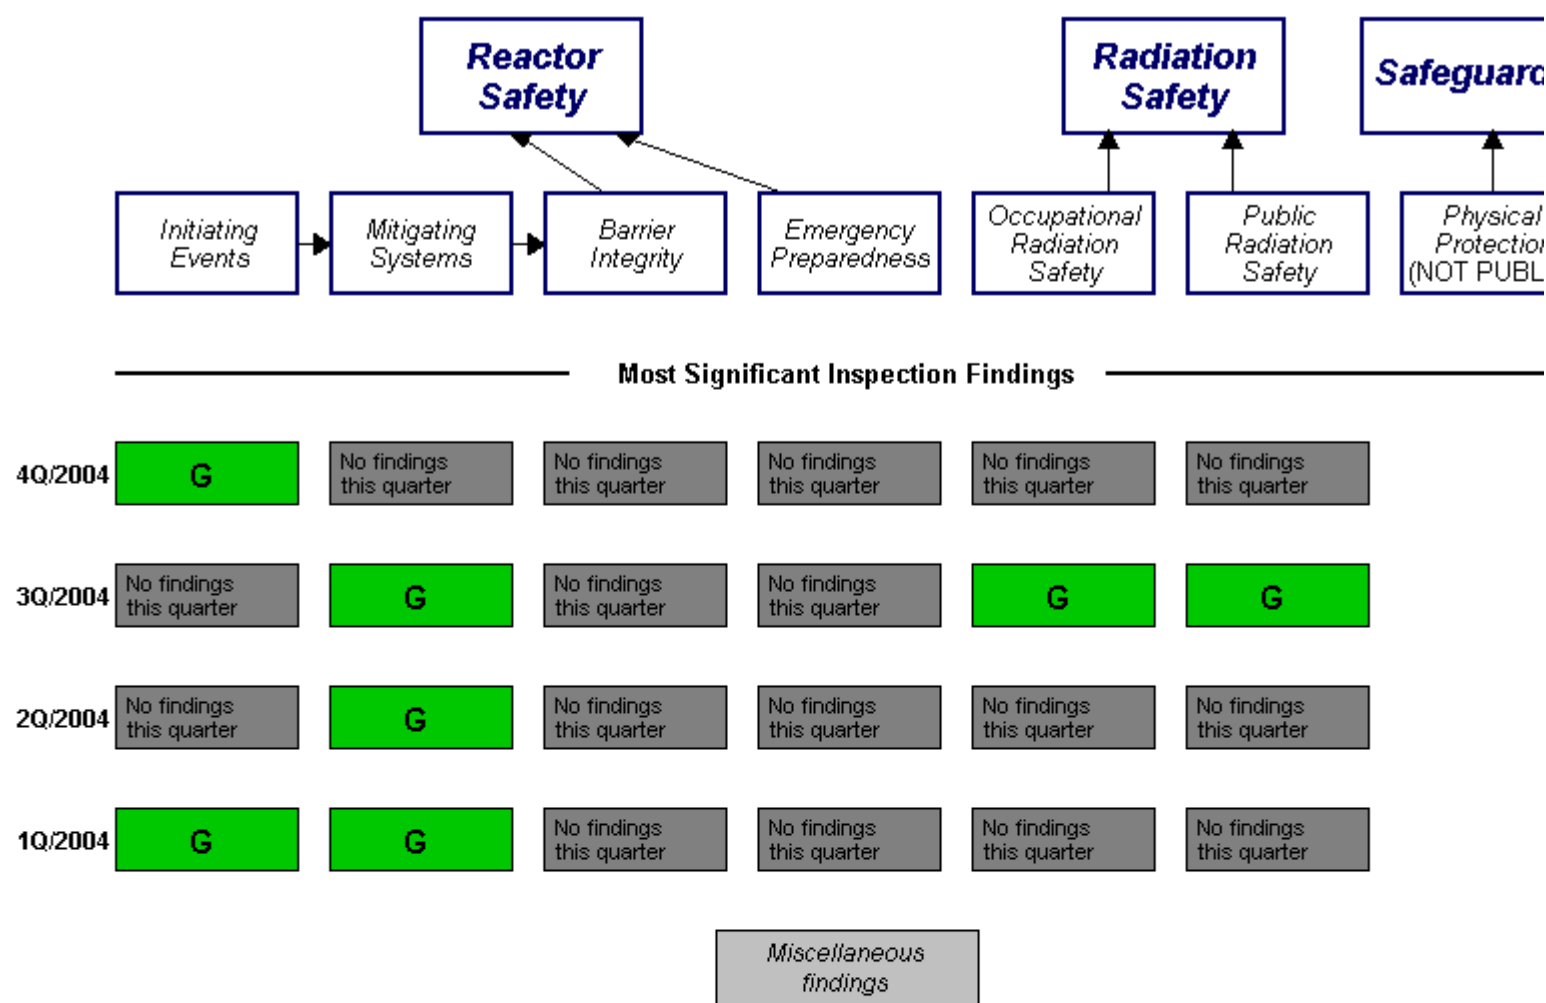 Reactor
Safety
Radiation
Safety
Safeguard
Initiating
Events
Mitigating
Systems
Barrier
Integrity
Emergency
Preparedness
Occupational
Radiation
Safety
Public
Radiation
Safety
Physical
Protection
(NOT PUBL
Most Significant Inspection Findings
4Q/2004
G
No findings
this quarter
No findings
this quarter
No findings
this quarter
No findings
this quarter
No findings
this quarter
3Q/2004
No findings
this quarter
G
No findings
this quarter
No findings
this quarter
G
G
2Q/2004
No findings
this quarter
G
No findings
this quarter
No findings
this quarter
No findings
this quarter
No findings
this quarter
1Q/2004
G
G
No findings
this quarter
No findings
this quarter
No findings
this quarter
No findings
this quarter
Miscellaneous
findings